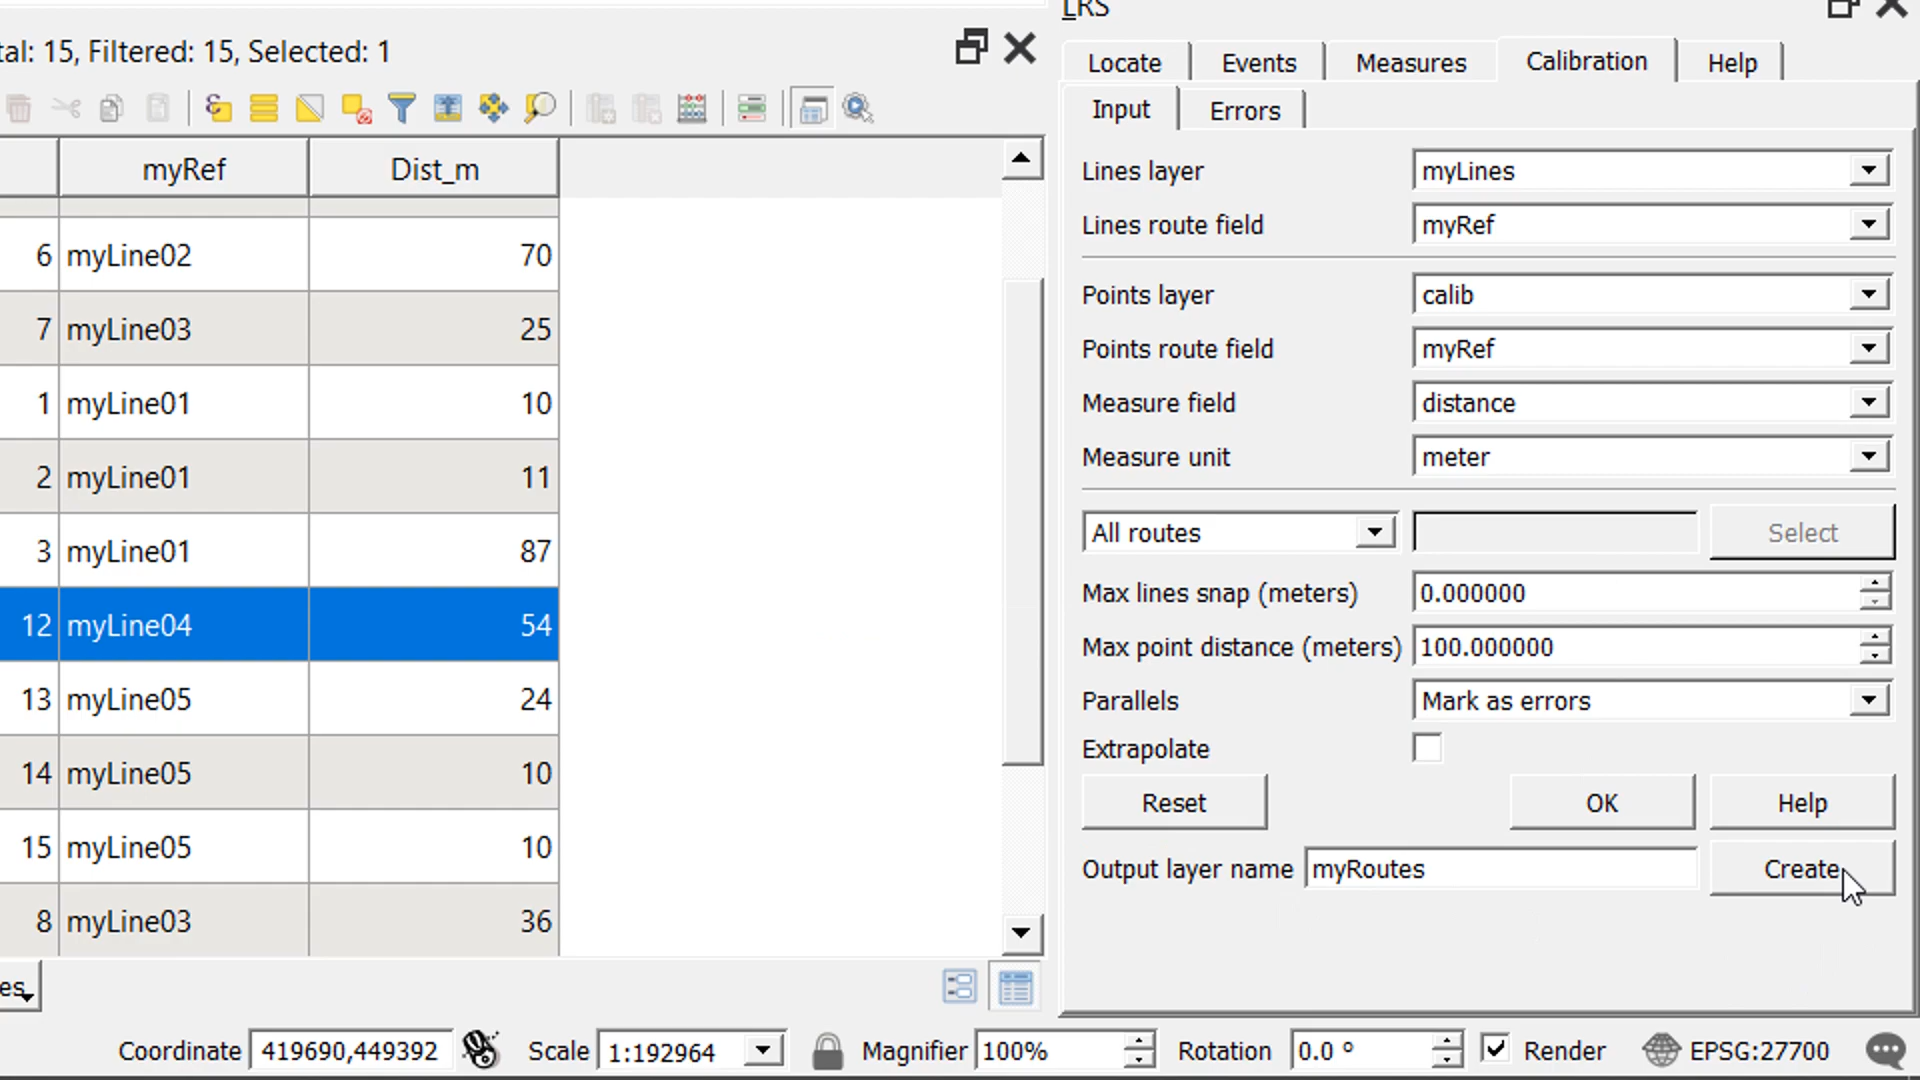 tal: 15, Filtered: 15, Selected: 1
myRef Dist_m
6 myLine02 70
7 myLine03 25
1 myLine01 10
2 myLine01 11
3 myLine01 87
12 myLine04 54
13 myLine05 24
14 myLine05 10
15 myLine05 10
8 myLine03 36
es
LRS
Locate Events Measures Calibration Help
Input Errors
Lines layer myLines
Lines route field myRef
Points layer calib
Points route field myRef
Measure field distance
Measure unit meter
All routes Select
Max lines snap (meters) 0.000000
Max point distance (meters) 100.000000
Parallels Mark as errors
Extrapolate
Reset OK Help
Output layer name myRoutes Create
Coordinate 419690,449392 Scale 1:192964 Magnifier 100% Rotation 0.0 ° Render EPSG:27700